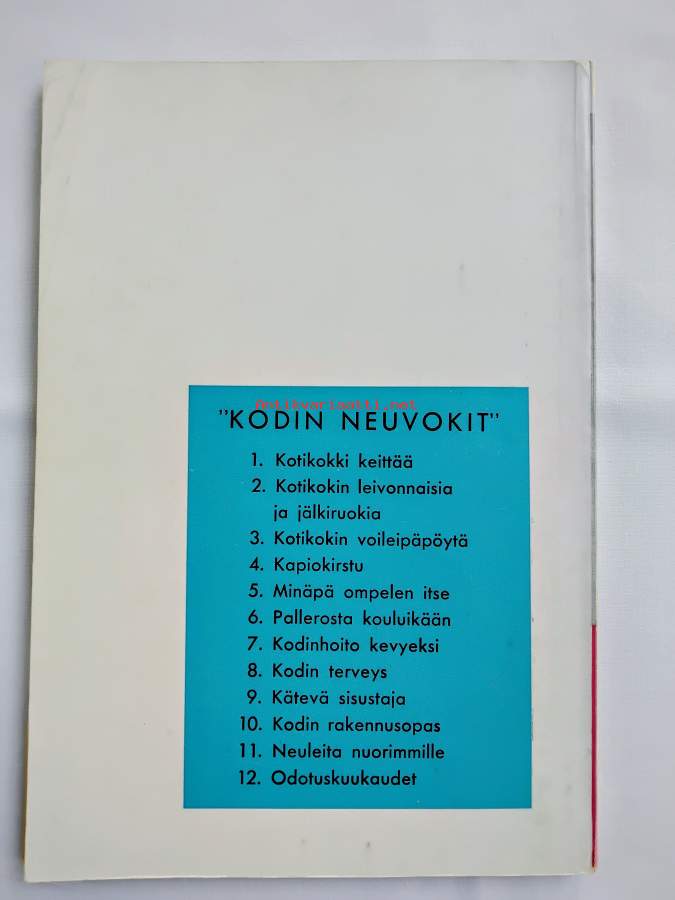 Antikvariaatti.net
"KODIN NEUVOKIT"
1. Kotikokki keittää
2. Kotikokin leivonnaisia
ja jälkiruokia
3. Kotikokin voileipäpöytä
4. Kapiokirstu
5. Minäpä ompelen itse
6. Pallerosta kouluikään
7. Kodinhoito kevyeksi
8. Kodin terveys
9. Kätevä sisustaja
10. Kodin rakennusopas
11. Neuleita nuorimmille
12. Odotuskuukaudet